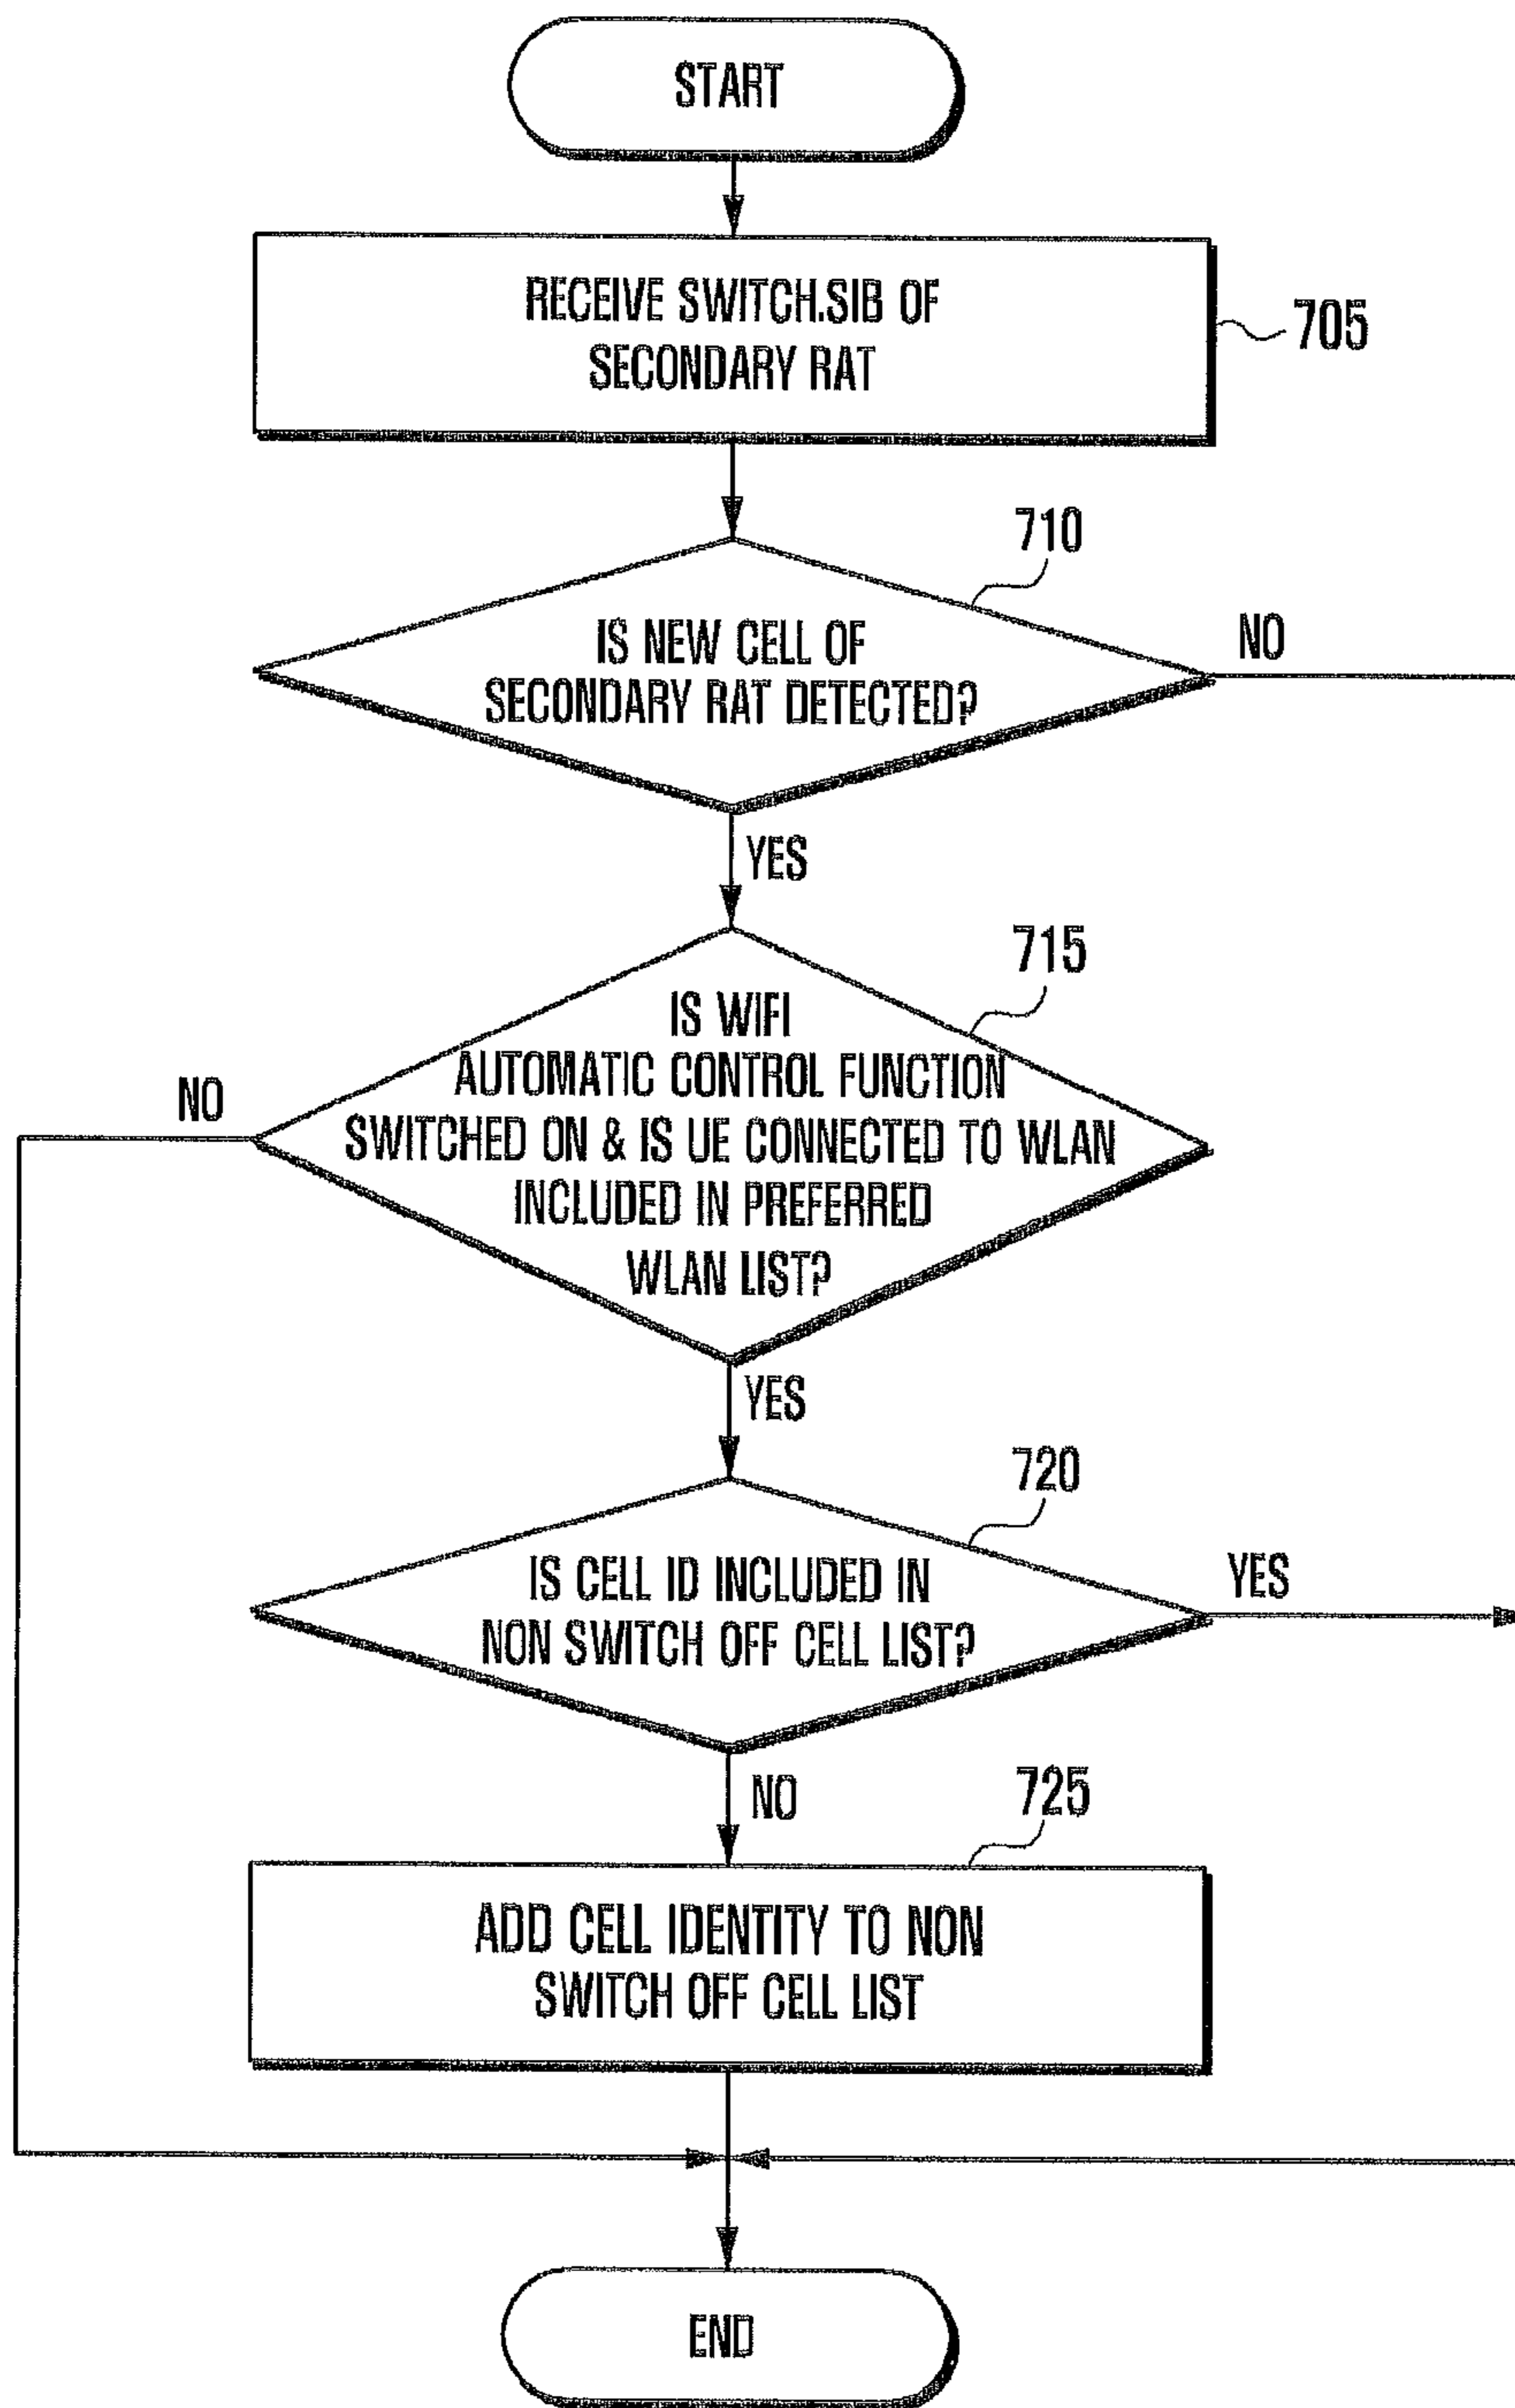 START
RECEIVE SWITCH.SIB OF
SECONDARY RAT
705
710
IS NEW CELL OF
SECONDARY RAT DETECTED?
NO
YES
715
IS WIFI
AUTOMATIC CONTROL FUNCTION
SWITCHED ON & IS UE CONNECTED TO WLAN
INCLUDED IN PREFERRED
WLAN LIST?
NO
YES
720
IS CELL ID INCLUDED IN
NON SWITCH OFF CELL LIST?
YES
NO
725
ADD CELL IDENTITY TO NON
SWITCH OFF CELL LIST
END